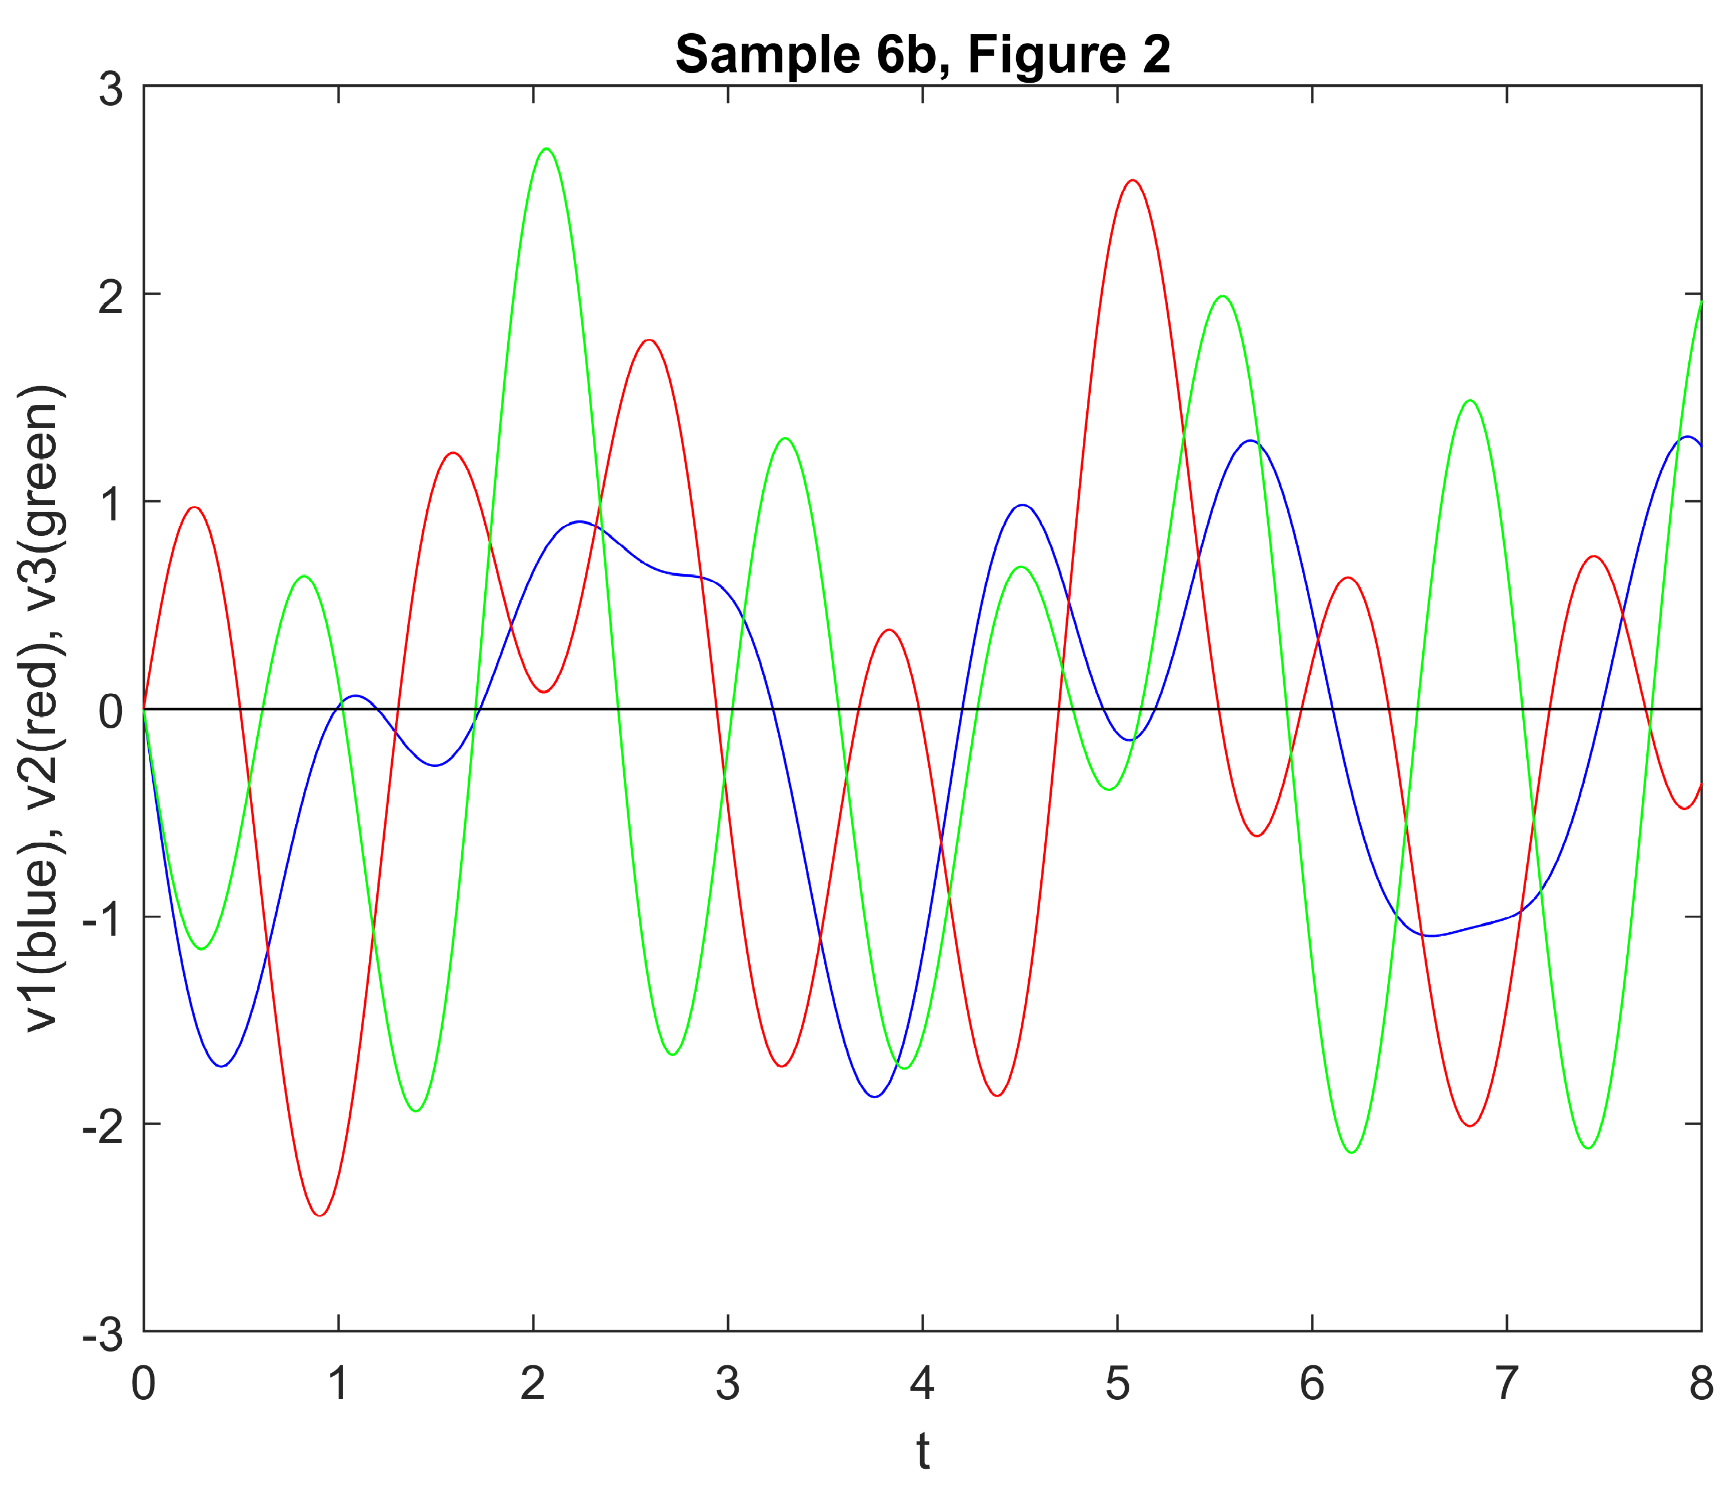 Sample 6b, Figure 2
v1(blue), v2(red), v3(green)
3
2
1
0
-1
-2
-3
0 1 2 3 4 5 6 7 8
t